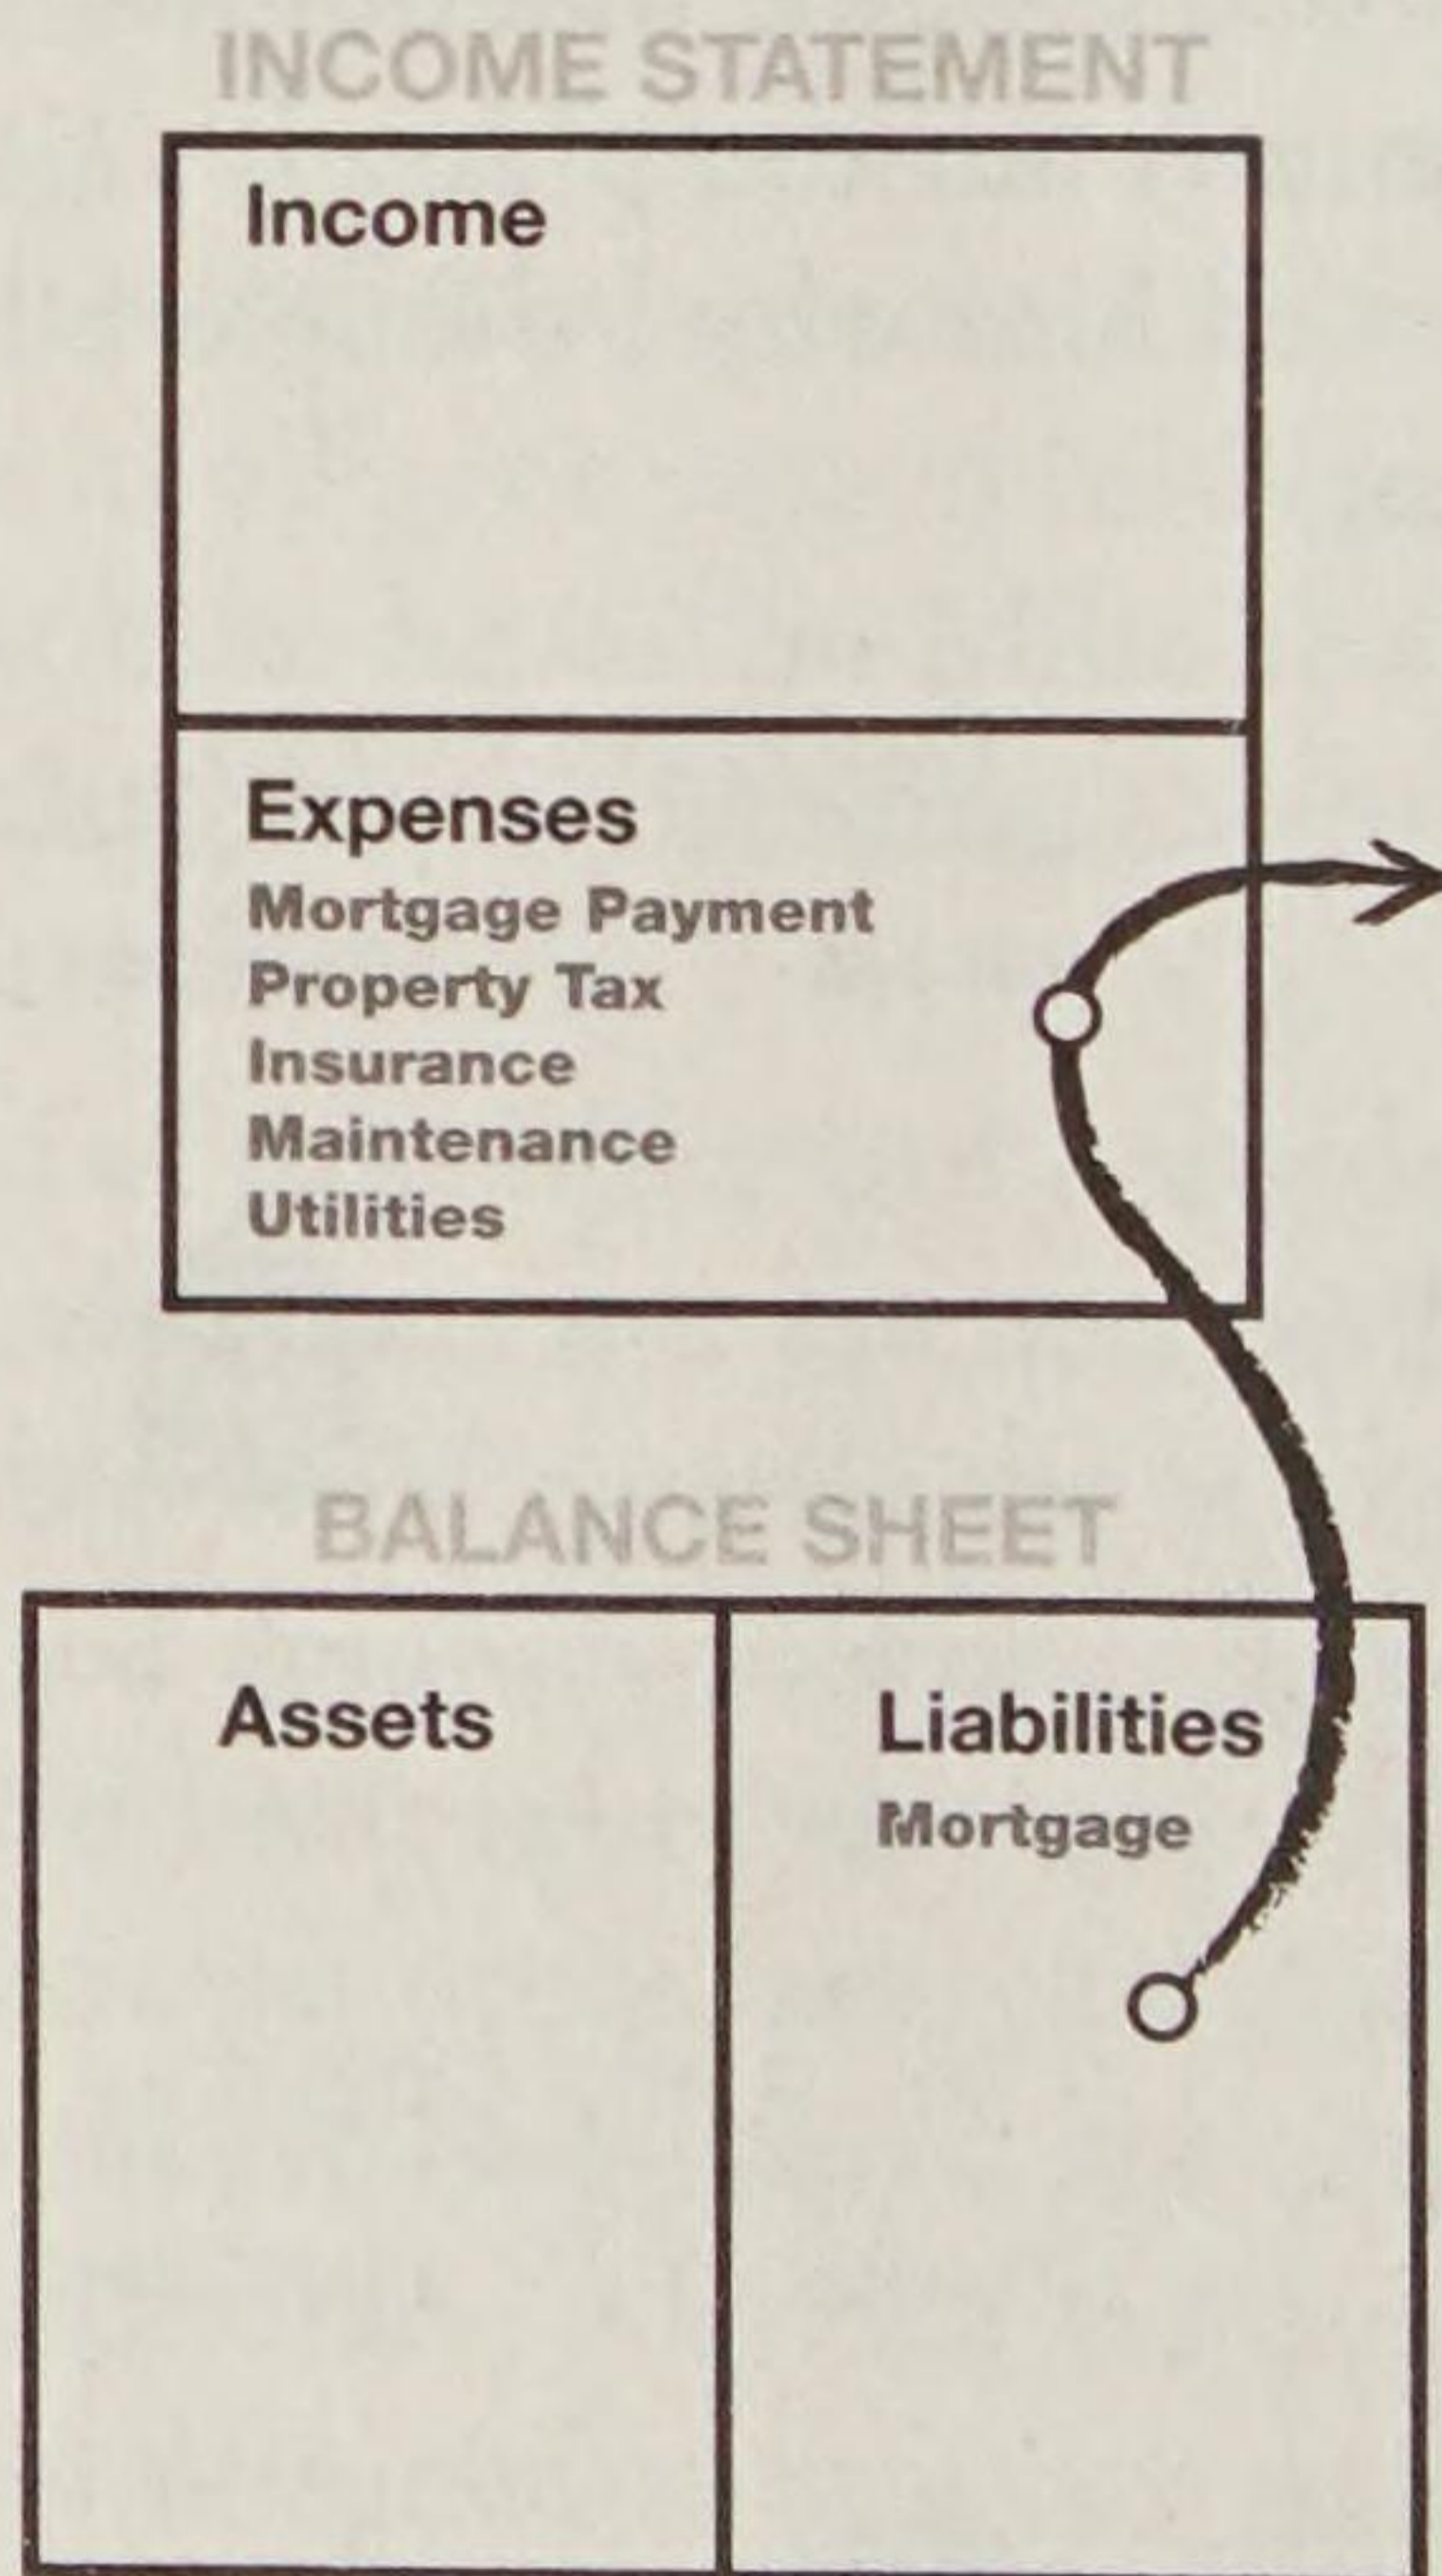 INCOME STATEMENT
Income
Expenses
Mortgage Payment
Property Tax
Insurance
Maintenance
Utilities
BALANCE SHEET
Assets
Liabilities
Mortgage